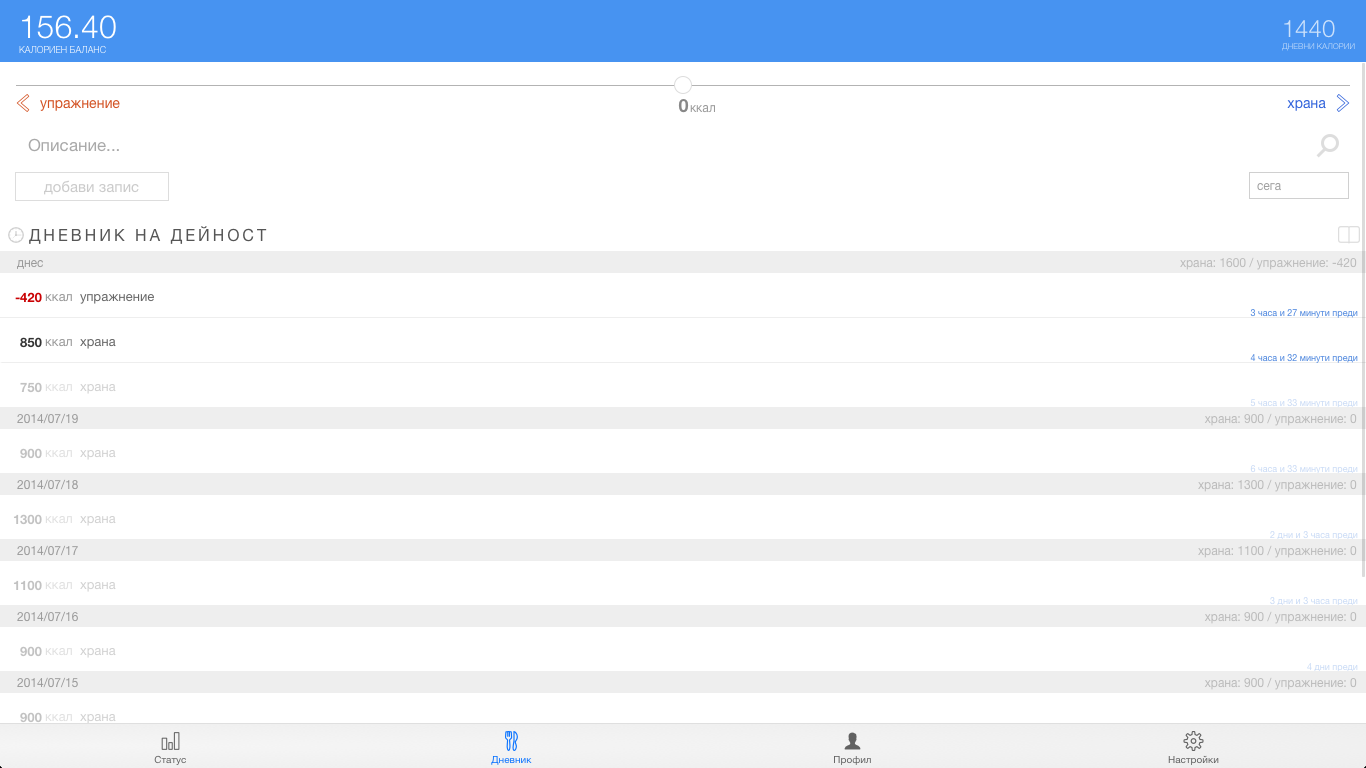 156.40
КАЛОРИЕН БАЛАНС
1440
ДНЕВНИ КАЛОРИИ
упражнение
0 ккал
храна
Описание...
добави запис
сега
ДНЕВНИК НА ДЕЙНОСТ
днес
храна: 1600 / упражнение: -420
-420 ккал упражнение
3 часа и 27 минути преди
850 ккал храна
4 часа и 32 минути преди
750 ккал храна
5 часа и 33 минути преди
2014/07/19
храна: 900 / упражнение: 0
900 ккал храна
6 часа и 33 минути преди
2014/07/18
храна: 1300 / упражнение: 0
1300 ккал храна
2 дни и 3 часа преди
2014/07/17
храна: 1100 / упражнение: 0
1100 ккал храна
3 дни и 3 часа преди
2014/07/16
храна: 900 / упражнение: 0
900 ккал храна
4 дни преди
2014/07/15
храна: 900 / упражнение: 0
900 ккал храна
Статус
Дневник
Профил
Настройки